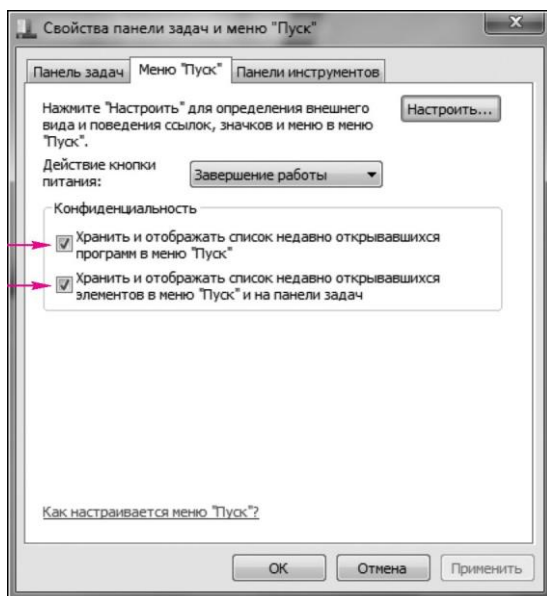 Свойства панели задач и меню "Пуск"
Панель задач
Меню "Пуск"
Панели инструментов
Нажмите "Настроить" для определения внешнего
вида и поведения ссылок, значков и меню в меню
"Пуск".
Настроить...
Действие кнопки
питания:
Завершение работы
Конфиденциальность
Хранить и отображать список недавно открывавшихся
программ в меню "Пуск"
Хранить и отображать список недавно открывавшихся
элементов в меню "Пуск" и на панели задач
Как настраивается меню "Пуск"?
ОК
Отмена
Применить